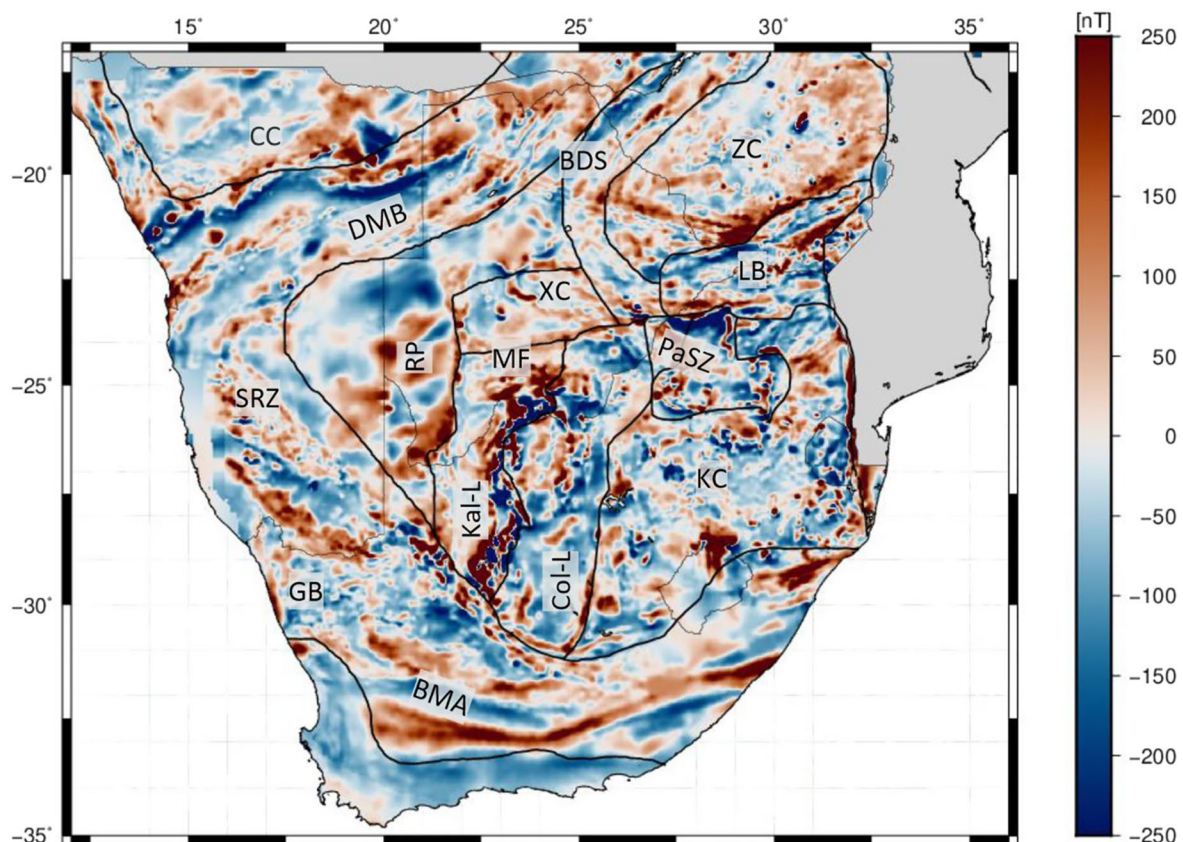 [nT]
15° 20° 25° 30° 35°
250
200
150
100
50
0
−50
−100
−150
−200
−250
−20°
−25°
−30°
−35°
CC
BDS
ZC
DMB
LB
XC
RP
MF
PaSZ
SRZ
KC
Kal-L
Col-L
GB
BMA